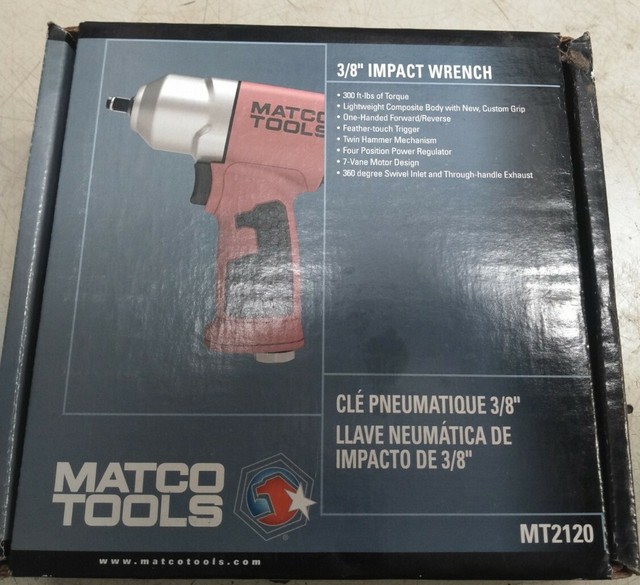 3/8" IMPACT WRENCH
• 300 ft-lbs of Torque
• Lightweight Composite Body with New, Custom Grip
• One-Handed Forward/Reverse
• Feather-touch Trigger
• Twin Hammer Mechanism
• Four Position Power Regulator
• 7-Vane Motor Design
• 360 degree Swivel Inlet and Through-handle Exhaust
MATCO
TOOLS
CLÉ PNEUMATIQUE 3/8"
LLAVE NEUMÁTICA DE
IMPACTO DE 3/8"
MATCO
TOOLS
®
MT2120
www.matcotools.com